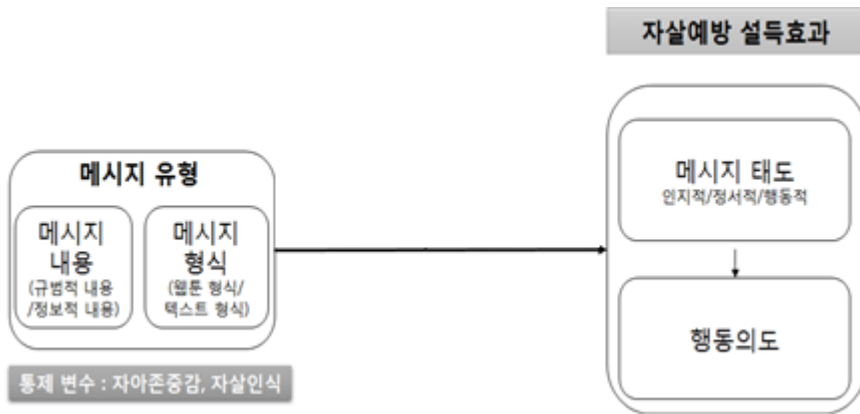 자살예방 설득효과
메시지 유형
메시지
내용
(규범적 내용
/정보적 내용)
메시지
형식
(웹툰 형식/
텍스트 형식)
통제 변수 : 자아존중감, 자살인식
메시지 태도
인지적/정서적/행동적
행동의도